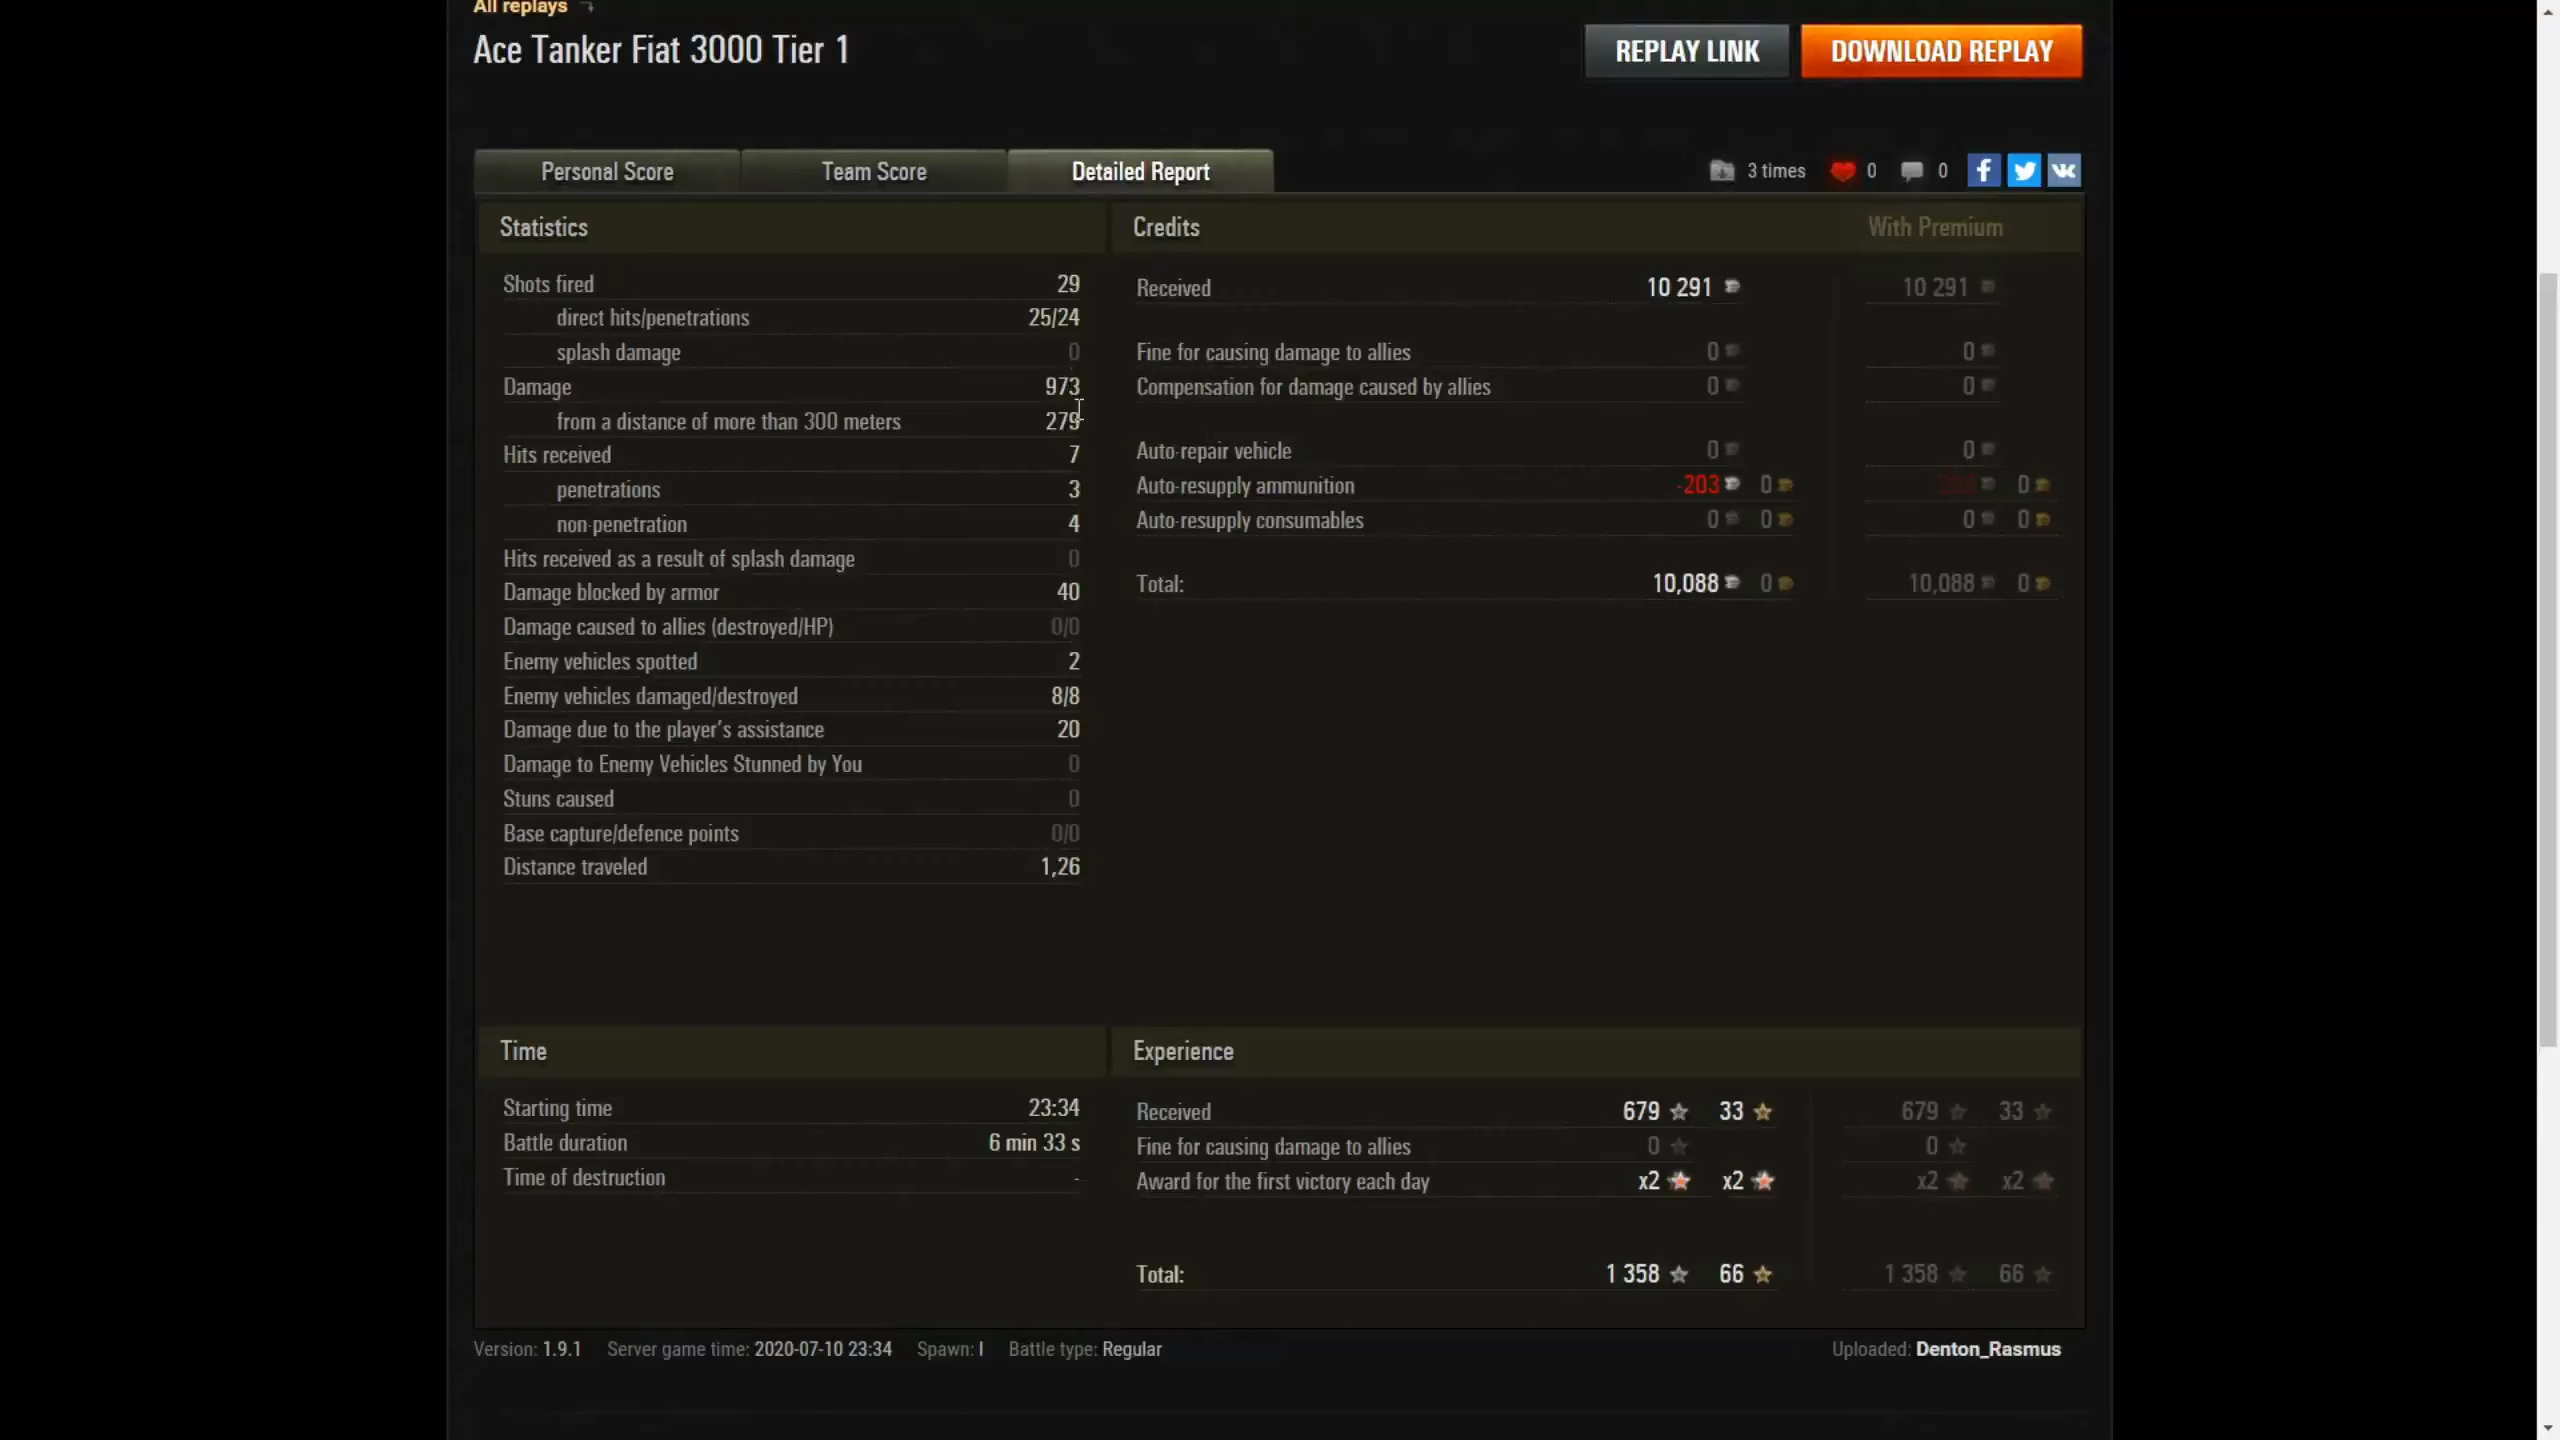 All replays
Ace Tanker Fiat 3000 Tier 1
REPLAY LINK
DOWNLOAD REPLAY
Personal Score
Team Score
Detailed Report
3 times
0
0
Statistics
Shots fired 29
direct hits/penetrations 25/24
splash damage 0
Damage 973
from a distance of more than 300 meters 279
Hits received 7
penetrations 3
non-penetration 4
Hits received as a result of splash damage 0
Damage blocked by armor 40
Damage caused to allies (destroyed/HP) 0/0
Enemy vehicles spotted 2
Enemy vehicles damaged/destroyed 8/8
Damage due to the player's assistance 20
Damage to Enemy Vehicles Stunned by You 0
Stuns caused 0
Base capture/defence points 0/0
Distance traveled 1,26
Credits With Premium
Received 10 291 10 291
Fine for causing damage to allies 0 0
Compensation for damage caused by allies 0 0
Auto-repair vehicle 0 0
Auto-resupply ammunition -203 0 0
Auto-resupply consumables 0 0 0 0
Total: 10,088 0 10,088 0
Time
Starting time 23:34
Battle duration 6 min 33 s
Time of destruction -
Experience
Received 679 33 679 33
Fine for causing damage to allies 0 0
Award for the first victory each day x2 x2 x2 x2
Total: 1 358 66 1 358 66
Version: 1.9.1 Server game time: 2020-07-10 23:34 Spawn: I Battle type: Regular Uploaded: Denton_Rasmus